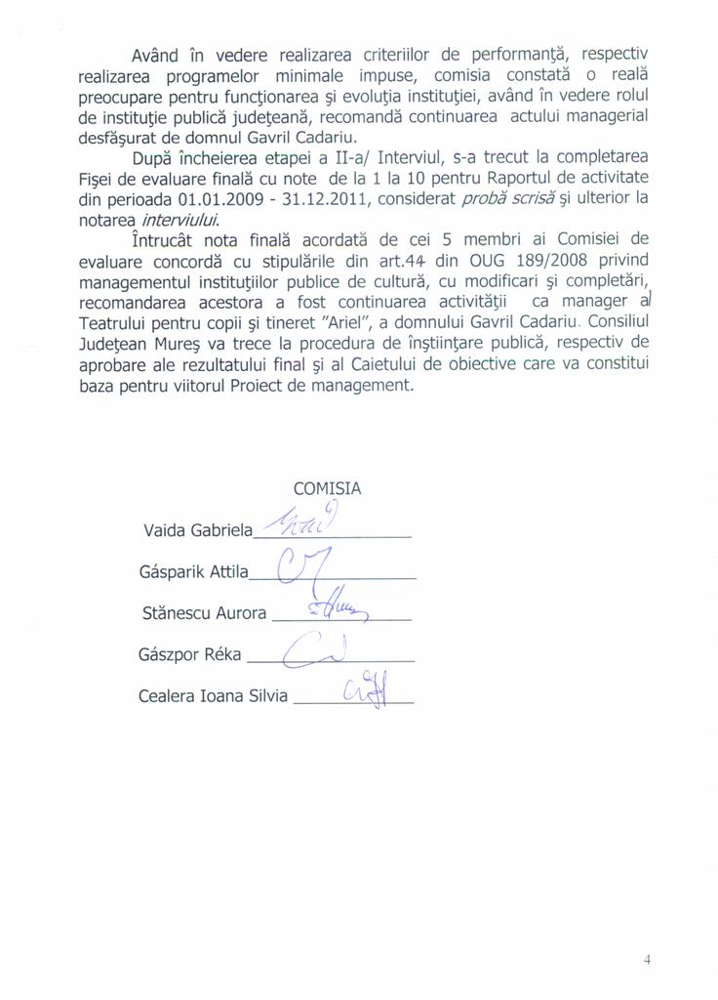 Având în vedere realizarea criteriilor de performanţă, respectiv
realizarea programelor minimale impuse, comisia constată o reală
preocupare pentru funcţionarea şi evoluţia instituţiei, având în vedere rolul
de instituţie publică judeţeană, recomandă continuarea actului managerial
desfăşurat de domnul Gavril Cadariu.
După încheierea etapei a II-a/ Interviul, s-a trecut la completarea
Fişei de evaluare finală cu note de la 1 la 10 pentru Raportul de activitate
din perioada 01.01.2009 - 31.12.2011, considerat probă scrisă şi ulterior la
notarea interviului.
Întrucât nota finală acordată de cei 5 membri ai Comisiei de
evaluare concordă cu stipulările din art.44 din OUG 189/2008 privind
managementul instituţiilor publice de cultură, cu modificari şi completări,
recomandarea acestora a fost continuarea activităţii ca manager al
Teatrului pentru copii şi tineret "Ariel", a domnului Gavril Cadariu. Consiliul
Judeţean Mureş va trece la procedura de înştiinţare publică, respectiv de
aprobare ale rezultatului final şi al Caietului de obiective care va constitui
baza pentru viitorul Proiect de management.
COMISIA
Vaida Gabriela
Gásparik Attila
Stănescu Aurora
Gászpor Réka
Cealera Ioana Silvia
4